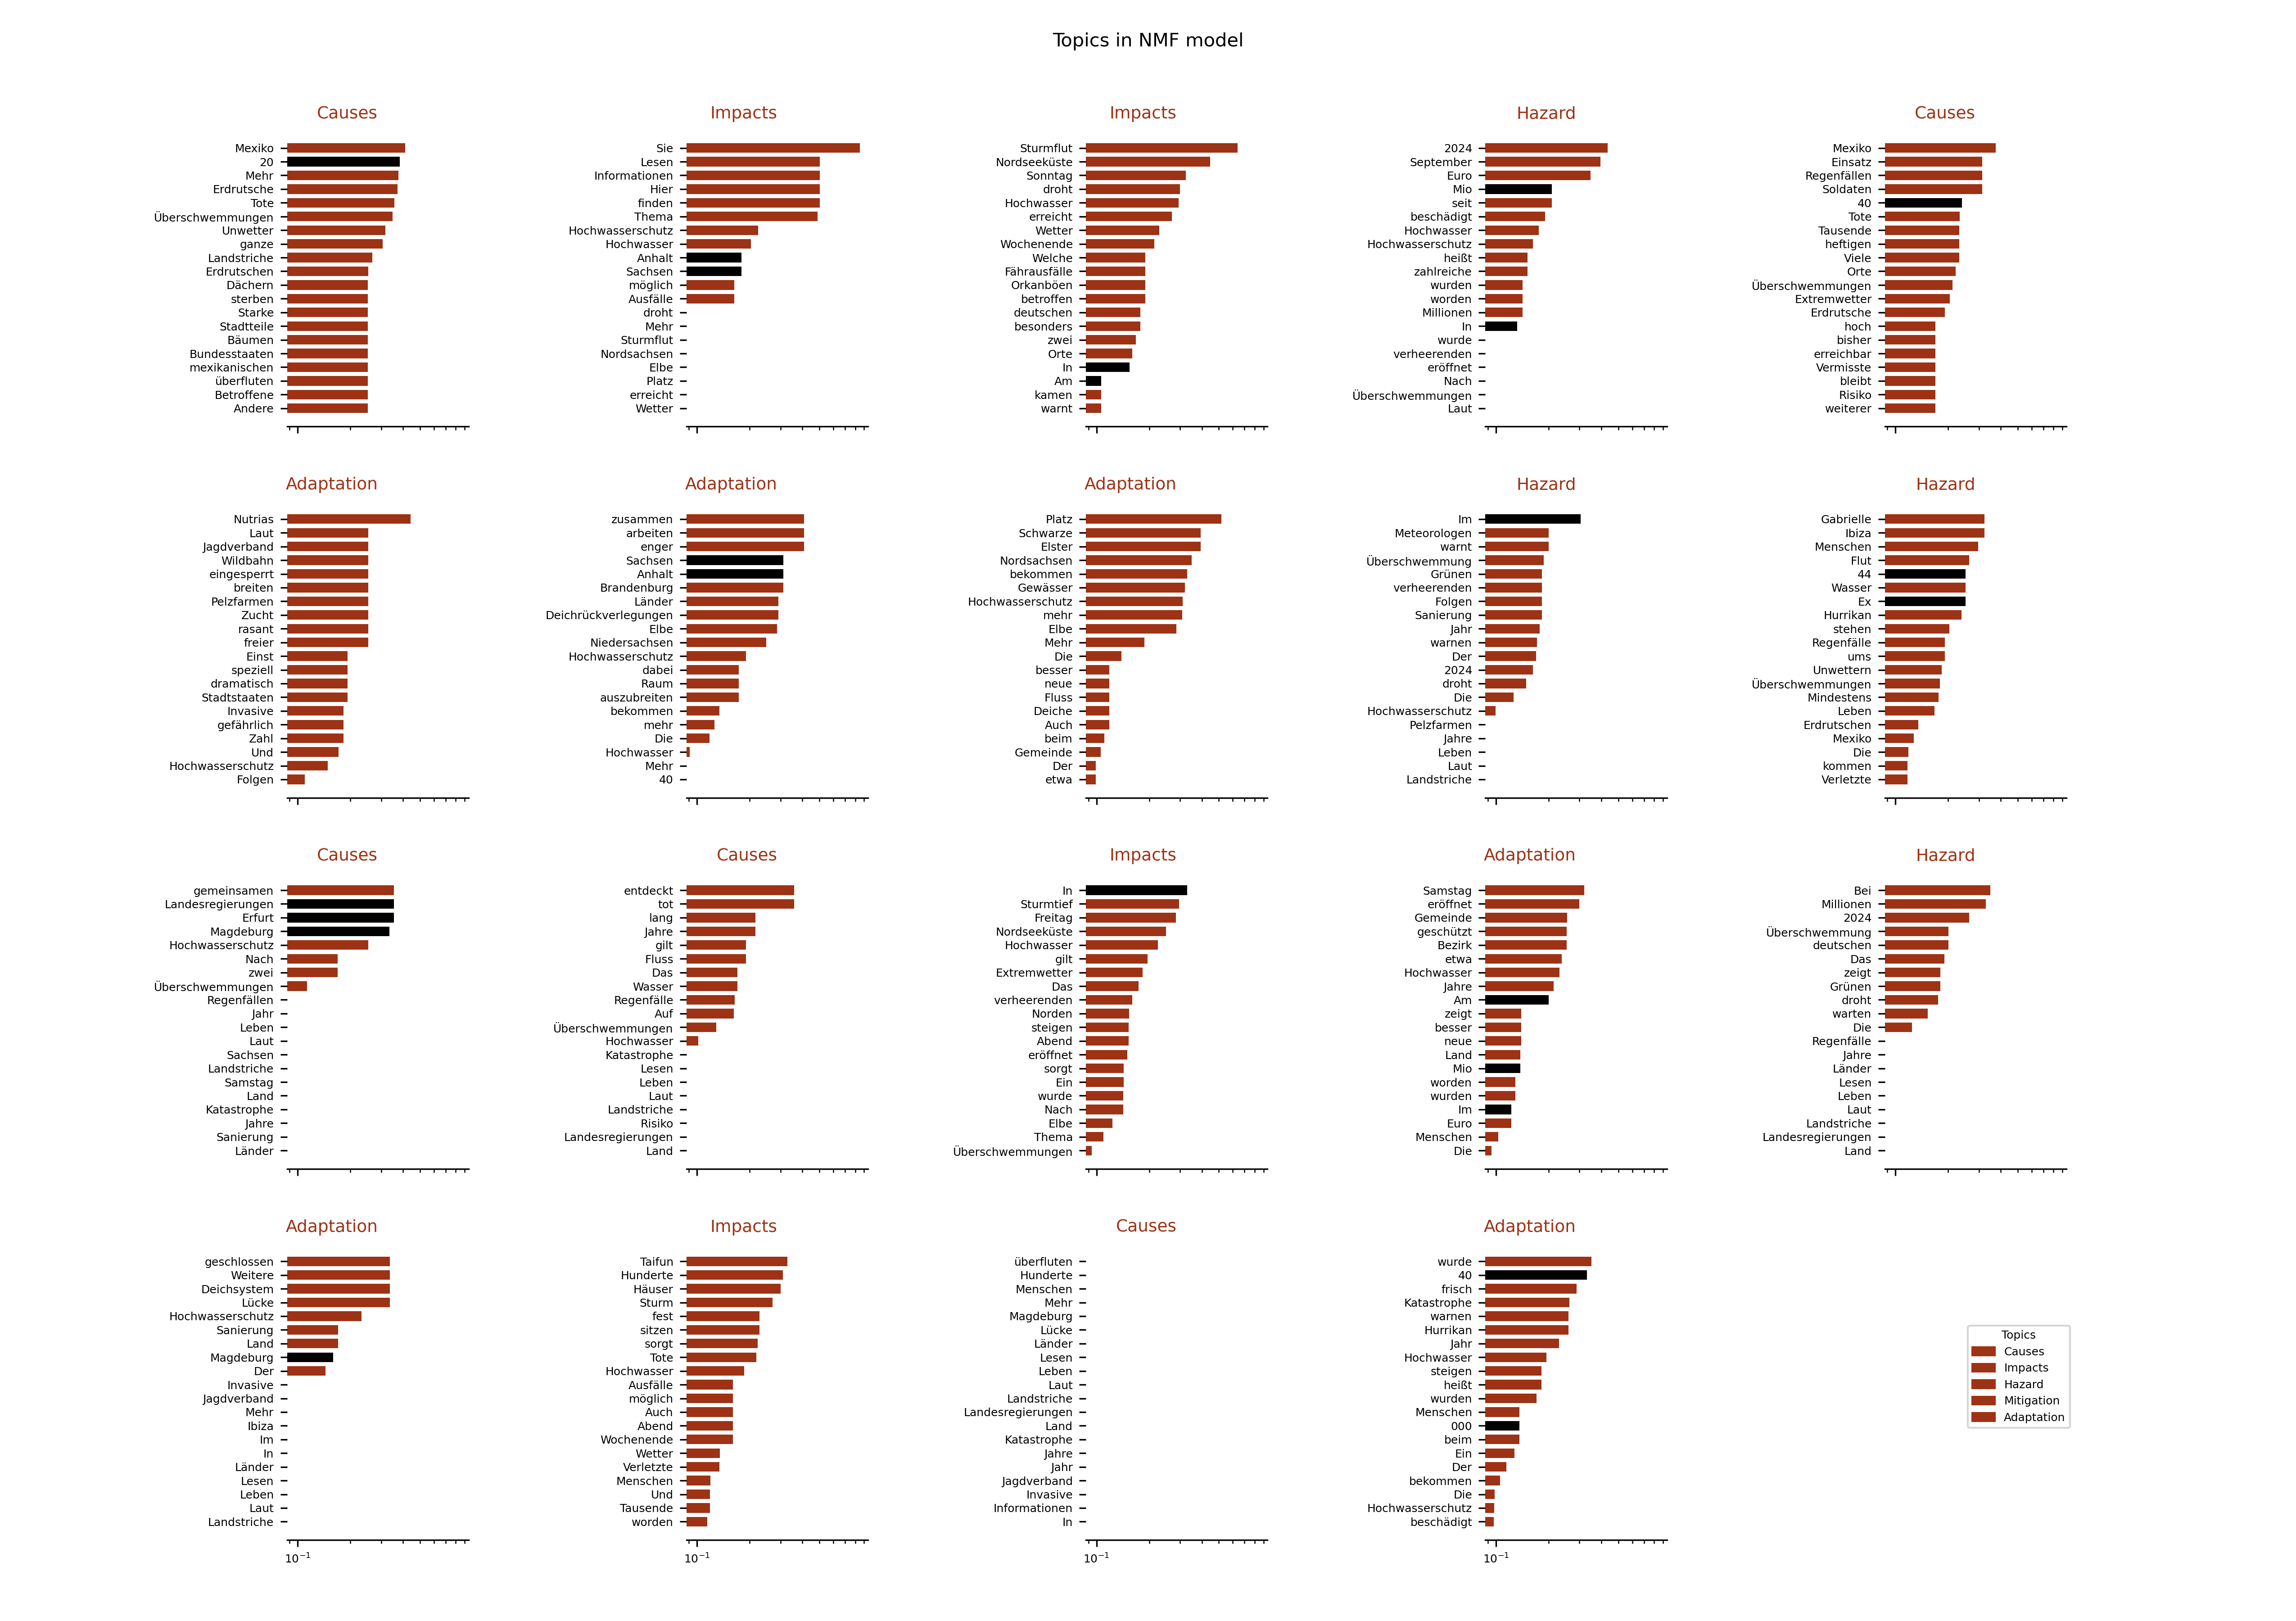 Topics in NMF model
Causes
Mexiko
20
Mehr
Erdrutsche
Tote
Überschwemmungen
Unwetter
ganze
Landstriche
Erdrutschen
Dächern
sterben
Starke
Stadtteile
Bäumen
Bundesstaaten
mexikanischen
überfluten
Betroffene
Andere
Impacts
Sie
Lesen
Informationen
Hier
finden
Thema
Hochwasserschutz
Hochwasser
Anhalt
Sachsen
möglich
Ausfälle
droht
Mehr
Sturmflut
Nordsachsen
Elbe
Platz
erreicht
Wetter
Impacts
Sturmflut
Nordseeküste
Sonntag
droht
Hochwasser
erreicht
Wetter
Wochenende
Welche
Fährausfälle
Orkanböen
betroffen
deutschen
besonders
zwei
Orte
In
Am
kamen
warnt
Hazard
2024
September
Euro
Mio
seit
beschädigt
Hochwasser
Hochwasserschutz
heißt
zahlreiche
wurden
worden
Millionen
In
wurde
verheerenden
eröffnet
Nach
Überschwemmungen
Laut
Causes
Mexiko
Einsatz
Regenfällen
Soldaten
40
Tote
Tausende
heftigen
Viele
Orte
Überschwemmungen
Extremwetter
Erdrutsche
hoch
bisher
erreichbar
Vermisste
bleibt
Risiko
weiterer
Adaptation
Nutrias
Laut
Jagdverband
Wildbahn
eingesperrt
breiten
Pelzfarmen
Zucht
rasant
freier
Einst
speziell
dramatisch
Stadtstaaten
Invasive
gefährlich
Zahl
Und
Hochwasserschutz
Folgen
Adaptation
zusammen
arbeiten
enger
Sachsen
Anhalt
Brandenburg
Länder
Deichrückverlegungen
Elbe
Niedersachsen
Hochwasserschutz
dabei
Raum
auszubreiten
bekommen
mehr
Die
Hochwasser
Mehr
40
Adaptation
Platz
Schwarze
Elster
Nordsachsen
bekommen
Gewässer
Hochwasserschutz
mehr
Elbe
Mehr
Die
besser
neue
Fluss
Deiche
Auch
beim
Gemeinde
Der
etwa
Hazard
Im
Meteorologen
warnt
Überschwemmung
Grünen
verheerenden
Folgen
Sanierung
Jahr
warnen
Der
2024
droht
Die
Hochwasserschutz
Pelzfarmen
Jahre
Leben
Laut
Landstriche
Hazard
Gabrielle
Ibiza
Menschen
Flut
44
Wasser
Ex
Hurrikan
stehen
Regenfälle
ums
Unwettern
Überschwemmungen
Mindestens
Leben
Erdrutschen
Mexiko
Die
kommen
Verletzte
Causes
gemeinsamen
Landesregierungen
Erfurt
Magdeburg
Hochwasserschutz
Nach
zwei
Überschwemmungen
Regenfällen
Jahr
Leben
Laut
Sachsen
Landstriche
Samstag
Land
Katastrophe
Jahre
Sanierung
Länder
Causes
entdeckt
tot
lang
Jahre
gilt
Fluss
Das
Wasser
Regenfälle
Auf
Überschwemmungen
Hochwasser
Katastrophe
Lesen
Leben
Laut
Landstriche
Risiko
Landesregierungen
Land
Impacts
In
Sturmtief
Freitag
Nordseeküste
Hochwasser
gilt
Extremwetter
Das
verheerenden
Norden
steigen
Abend
eröffnet
sorgt
Ein
wurde
Nach
Elbe
Thema
Überschwemmungen
Adaptation
Samstag
eröffnet
Gemeinde
geschützt
Bezirk
etwa
Hochwasser
Jahre
Am
zeigt
besser
neue
Land
Mio
worden
wurden
Im
Euro
Menschen
Die
Hazard
Bei
Millionen
2024
Überschwemmung
deutschen
Das
zeigt
Grünen
droht
warten
Die
Regenfälle
Jahre
Länder
Lesen
Leben
Laut
Landstriche
Landesregierungen
Land
Adaptation
geschlossen
Weitere
Deichsystem
Lücke
Hochwasserschutz
Sanierung
Land
Magdeburg
Der
Invasive
Jagdverband
Mehr
Ibiza
Im
In
Länder
Lesen
Leben
Laut
Landstriche
10⁻¹
Impacts
Taifun
Hunderte
Häuser
Sturm
fest
sitzen
sorgt
Tote
Hochwasser
Ausfälle
möglich
Auch
Abend
Wochenende
Wetter
Verletzte
Menschen
Und
Tausende
worden
10⁻¹
Causes
überfluten
Hunderte
Menschen
Mehr
Magdeburg
Lücke
Länder
Lesen
Leben
Laut
Landstriche
Landesregierungen
Land
Katastrophe
Jahre
Jahr
Jagdverband
Invasive
Informationen
In
10⁻¹
Adaptation
wurde
40
frisch
Katastrophe
warnen
Hurrikan
Jahr
Hochwasser
steigen
heißt
wurden
Menschen
000
beim
Ein
Der
bekommen
Die
Hochwasserschutz
beschädigt
10⁻¹
Topics
Causes
Impacts
Hazard
Mitigation
Adaptation